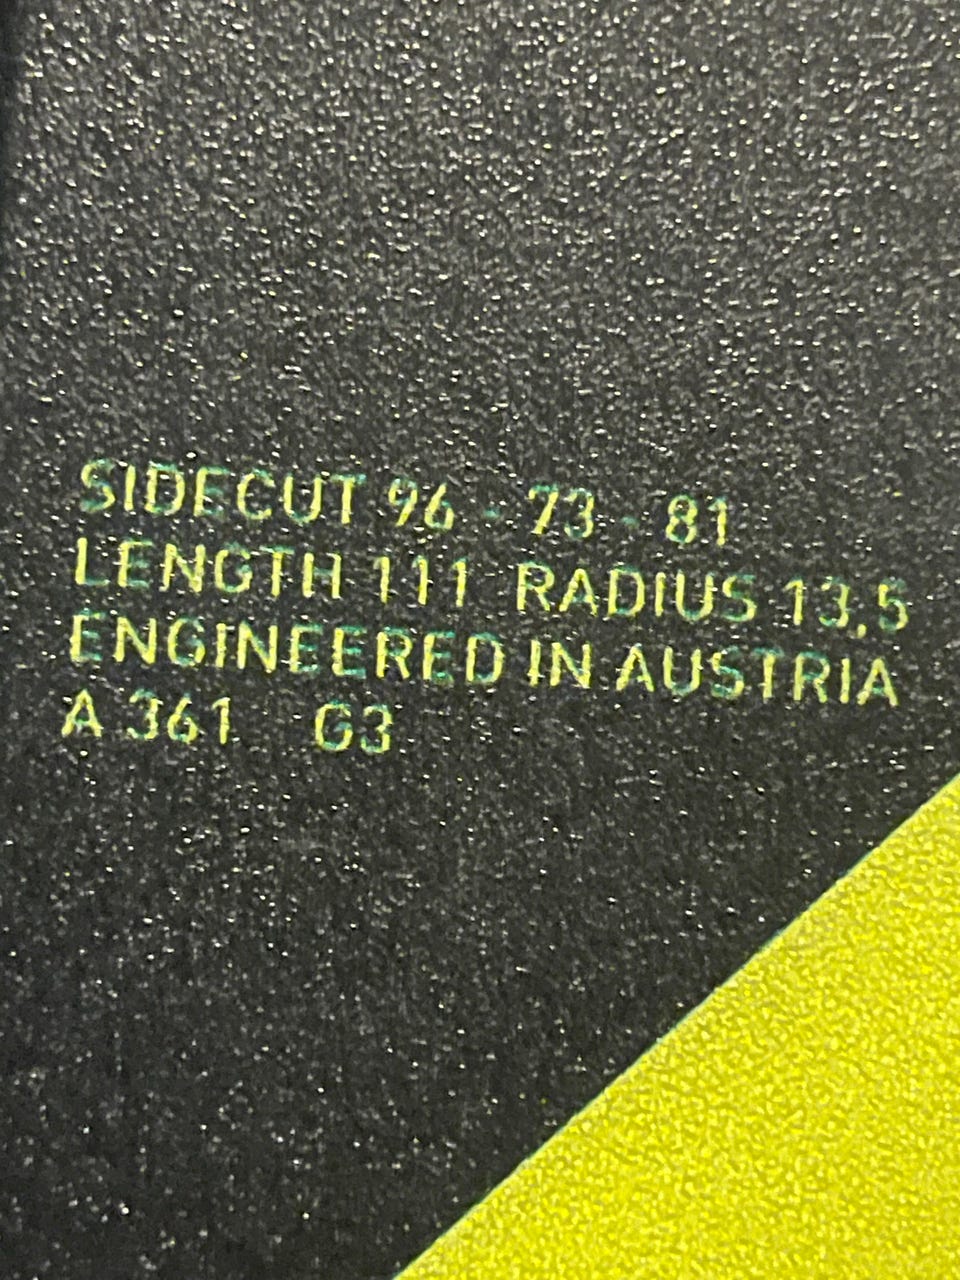 SIDECUT 96 - 73 - 81
LENGTH 111 RADIUS 13,5
ENGINEERED IN AUSTRIA
A 361 G3